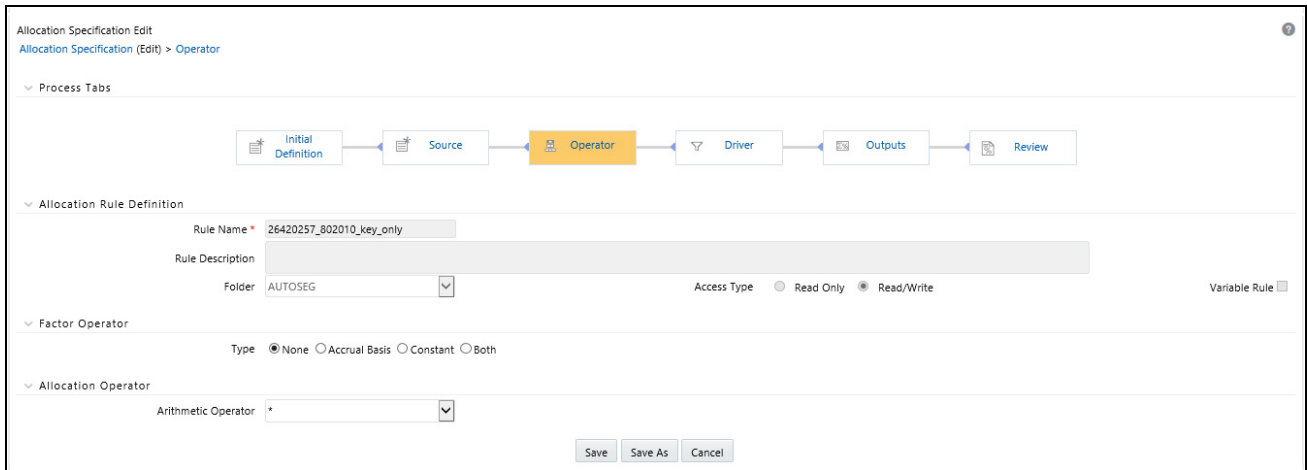 Allocation Specification Edit
Allocation Specification (Edit) > Operator
Process Tabs
Initial
Definition
Source
Operator
Driver
Outputs
Review
Allocation Rule Definition
Rule Name * 26420257_802010_key_only
Rule Description
Folder AUTOSEG Access Type Read Only Read/Write Variable Rule
Factor Operator
Type None Accrual Basis Constant Both
Allocation Operator
Arithmetic Operator *
Save Save As Cancel